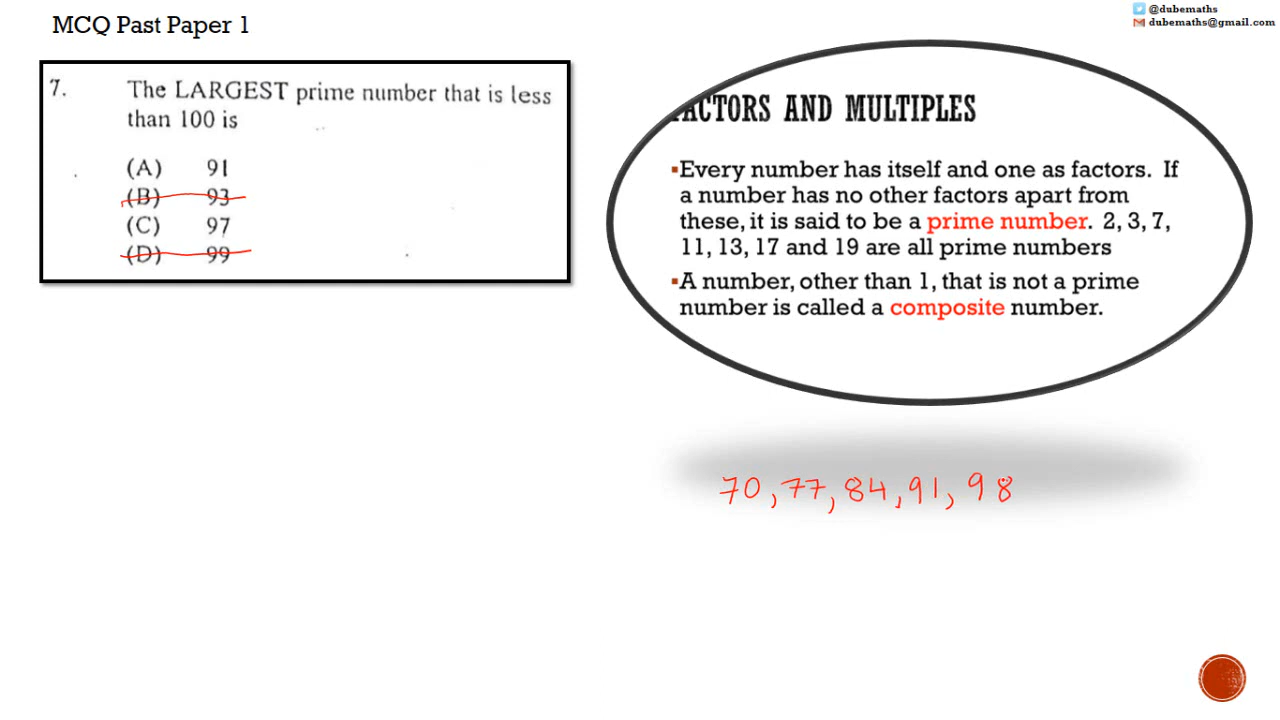 MCQ Past Paper 1
@dubemaths
dubemaths@gmail.com
7. The LARGEST prime number that is less
than 100 is
(A) 91
(B) 93
(C) 97
(D) 99
FACTORS AND MULTIPLES
▪Every number has itself and one as factors. If
a number has no other factors apart from
these, it is said to be a prime number. 2, 3, 7,
11, 13, 17 and 19 are all prime numbers
▪A number, other than 1, that is not a prime
number is called a composite number.
70, 77, 84, 91, 98